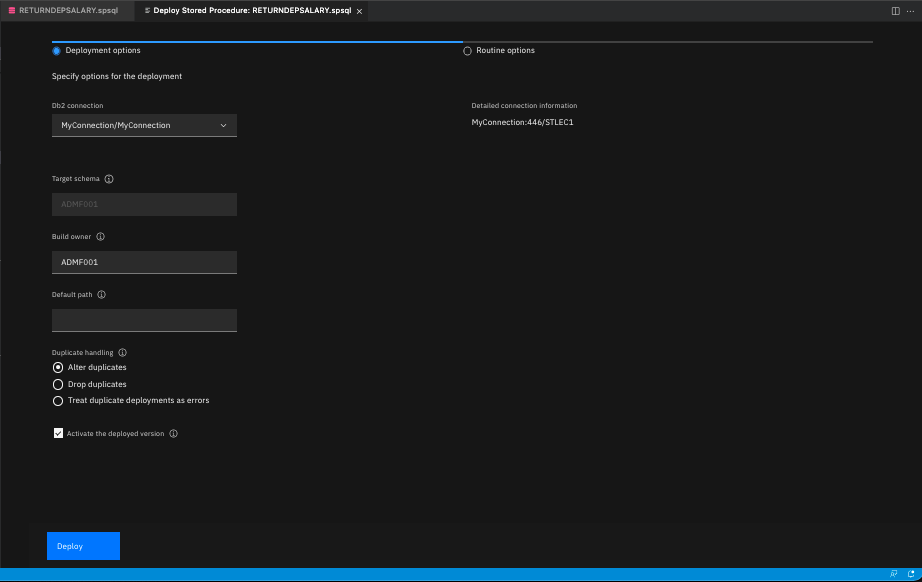 RETURNDEPSALARY.spsql
Deploy Stored Procedure: RETURNDEPSALARY.spsql
Deployment options
Routine options
Specify options for the deployment
Db2 connection
MyConnection/MyConnection
Detailed connection information
MyConnection:446/STLEC1
Target schema
ADMF001
Build owner
ADMF001
Default path
Duplicate handling
Alter duplicates
Drop duplicates
Treat duplicate deployments as errors
Activate the deployed version
Deploy